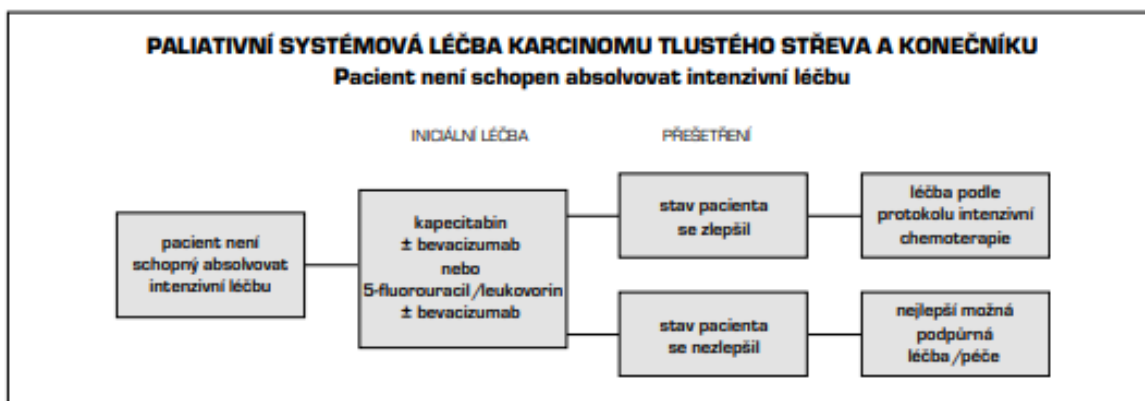 PALIATIVNÍ SYSTÉMOVÁ LÉČBA KARCINOMU TLUSTÉHO STŘEVA A KONEČNÍKU
Pacient není schopen absolvovat intenzivní léčbu
INICIÁLNÍ LÉČBA
PŘEŠETŘENÍ
pacient není
schopný absolvovat
intenzivní léčbu
kapecitabin
± bevacizumab
nebo
5-fluorouracil/leukovorin
± bevacizumab
stav pacienta
se zlepšil
léčba podle
protokolu intenzivní
chemoterapie
stav pacienta
se nezlepšil
nejlepší možná
podpůrná
léčba/péče